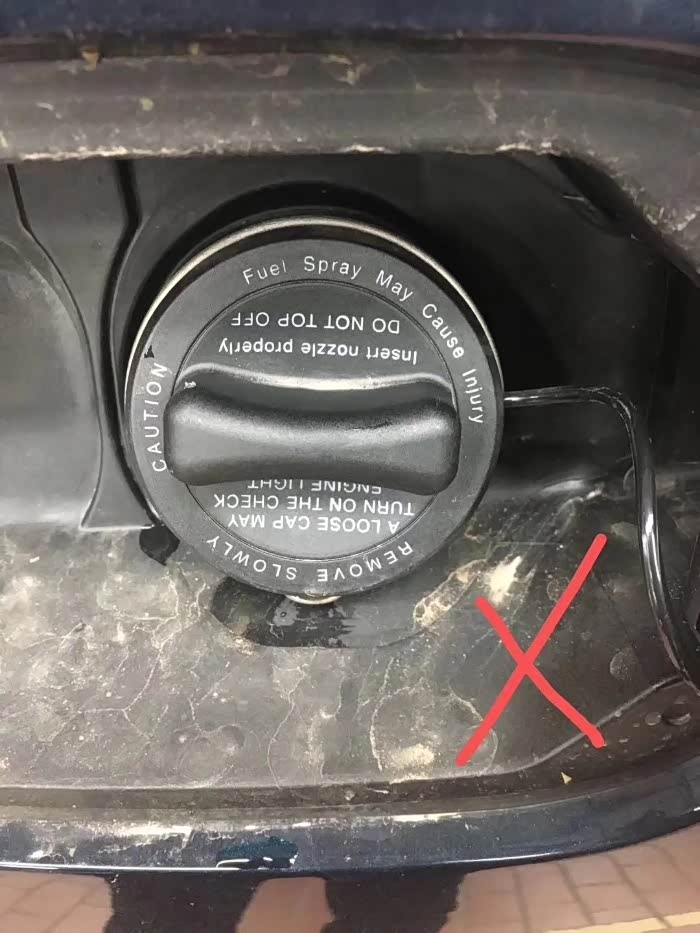 CAUTION Fuel Spray May Cause Injury
REMOVE SLOWLY
A LOOSE CAP MAY
TURN ON THE CHECK
ENGINE LIGHT
Insert nozzle properly
DO NOT TOP OFF